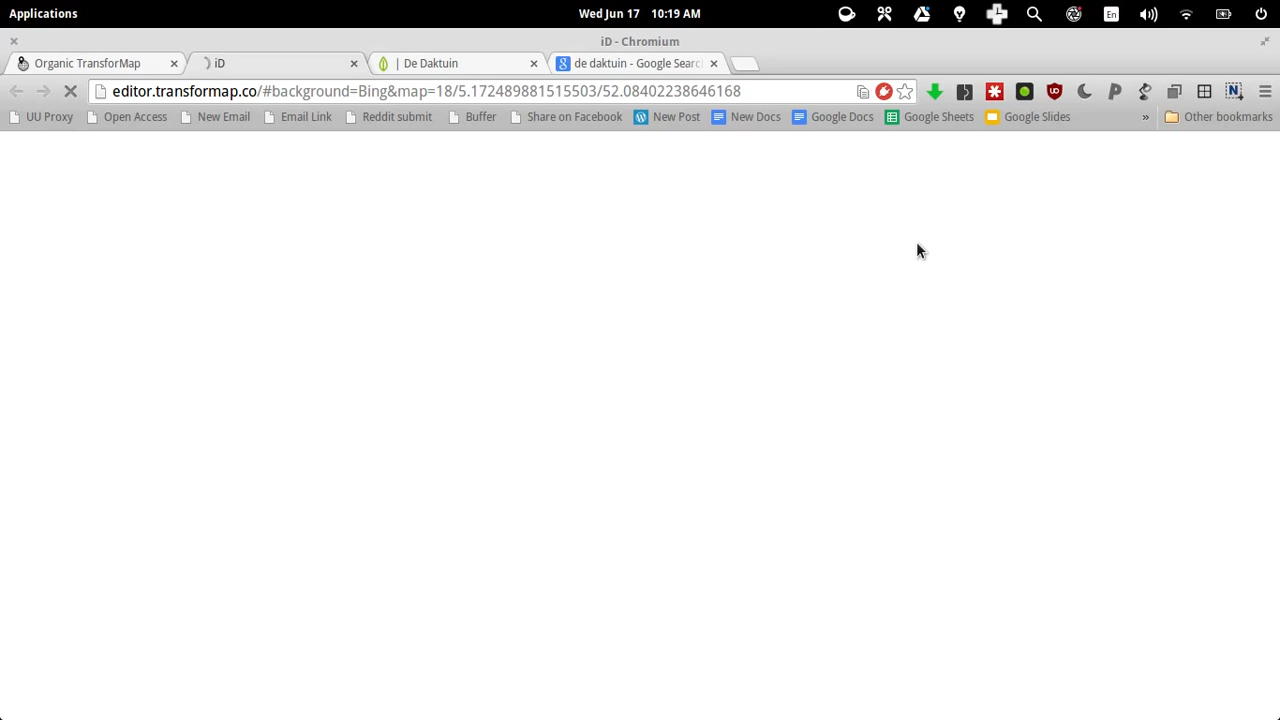 Applications Wed Jun 17 10:19 AM En
iD - Chromium
Organic TransforMap iD | De Daktuin de daktuin - Google Searc
editor.transformap.co/#background=Bing&map=18/5.172489881515503/52.08402238646168
UU Proxy Open Access New Email Email Link Reddit submit Buffer Share on Facebook New Post New Docs Google Docs Google Sheets Google Slides » Other bookmarks